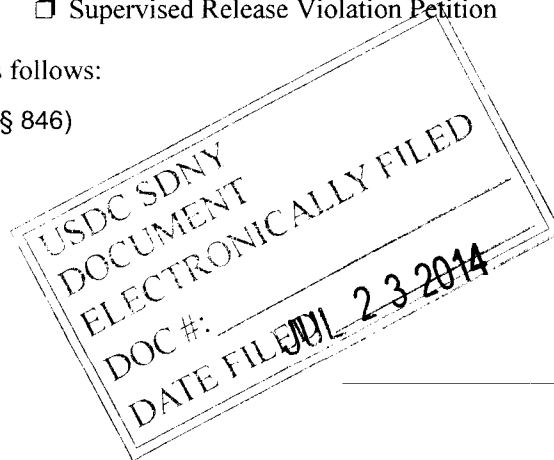 ☐ Supervised Release Violation Petition
s follows:
§ 846)
USDC SDNY
DOCUMENT
ELECTRONICALLY FILED
DOC #:
DATE FILED: JUL 23 2014